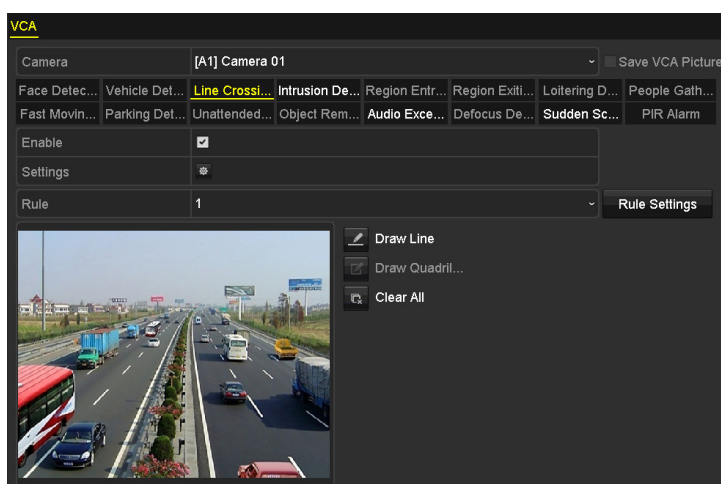 VCA
Camera [A1] Camera 01 Save VCA Picture
Face Detec... Vehicle Det... Line Crossi... Intrusion De... Region Entr... Region Exiti... Loitering D... People Gath...
Fast Movin... Parking Det... Unattended... Object Rem... Audio Exce... Defocus De... Sudden Sc... PIR Alarm
Enable
Settings
Rule 1 Rule Settings
Draw Line
Draw Quadril...
Clear All